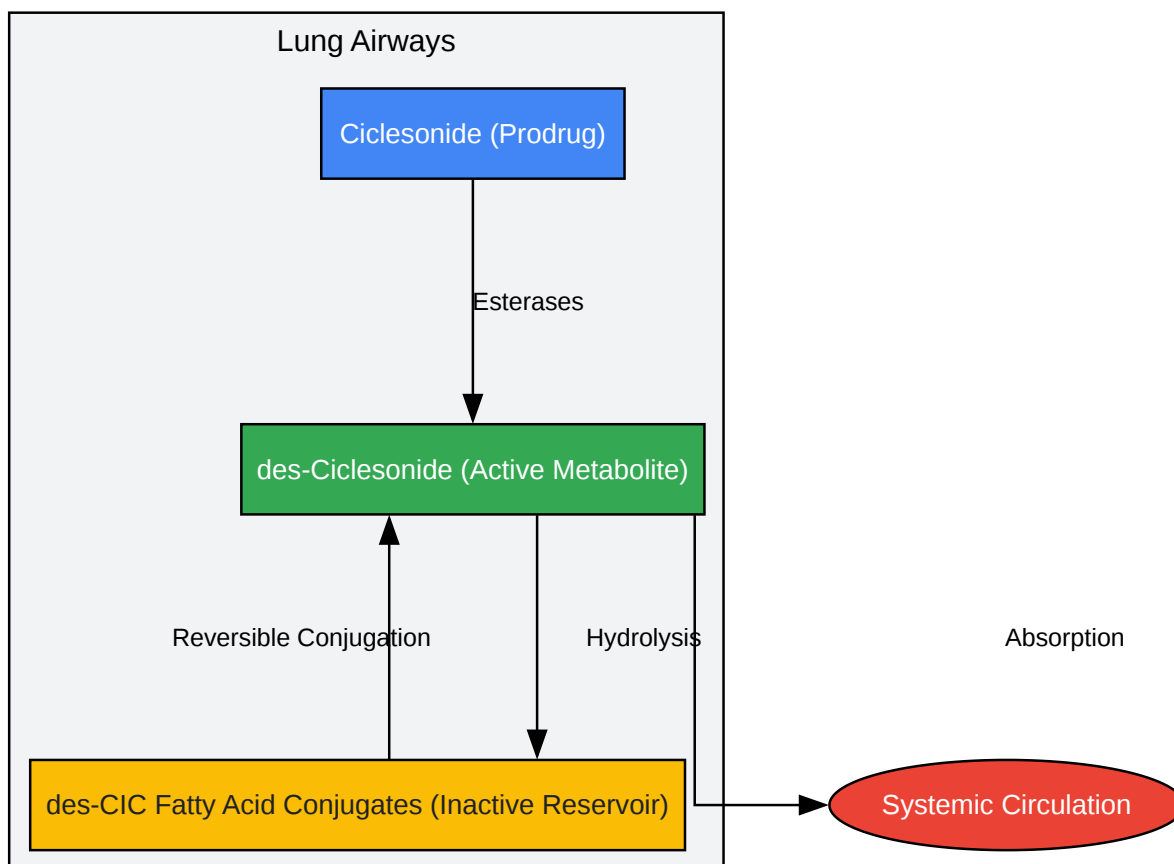 Lung Airways
Ciclesonide (Prodrug)
Esterases
des-Ciclesonide (Active Metabolite)
Reversible Conjugation
Hydrolysis
Absorption
des-CIC Fatty Acid Conjugates (Inactive Reservoir)
Systemic Circulation